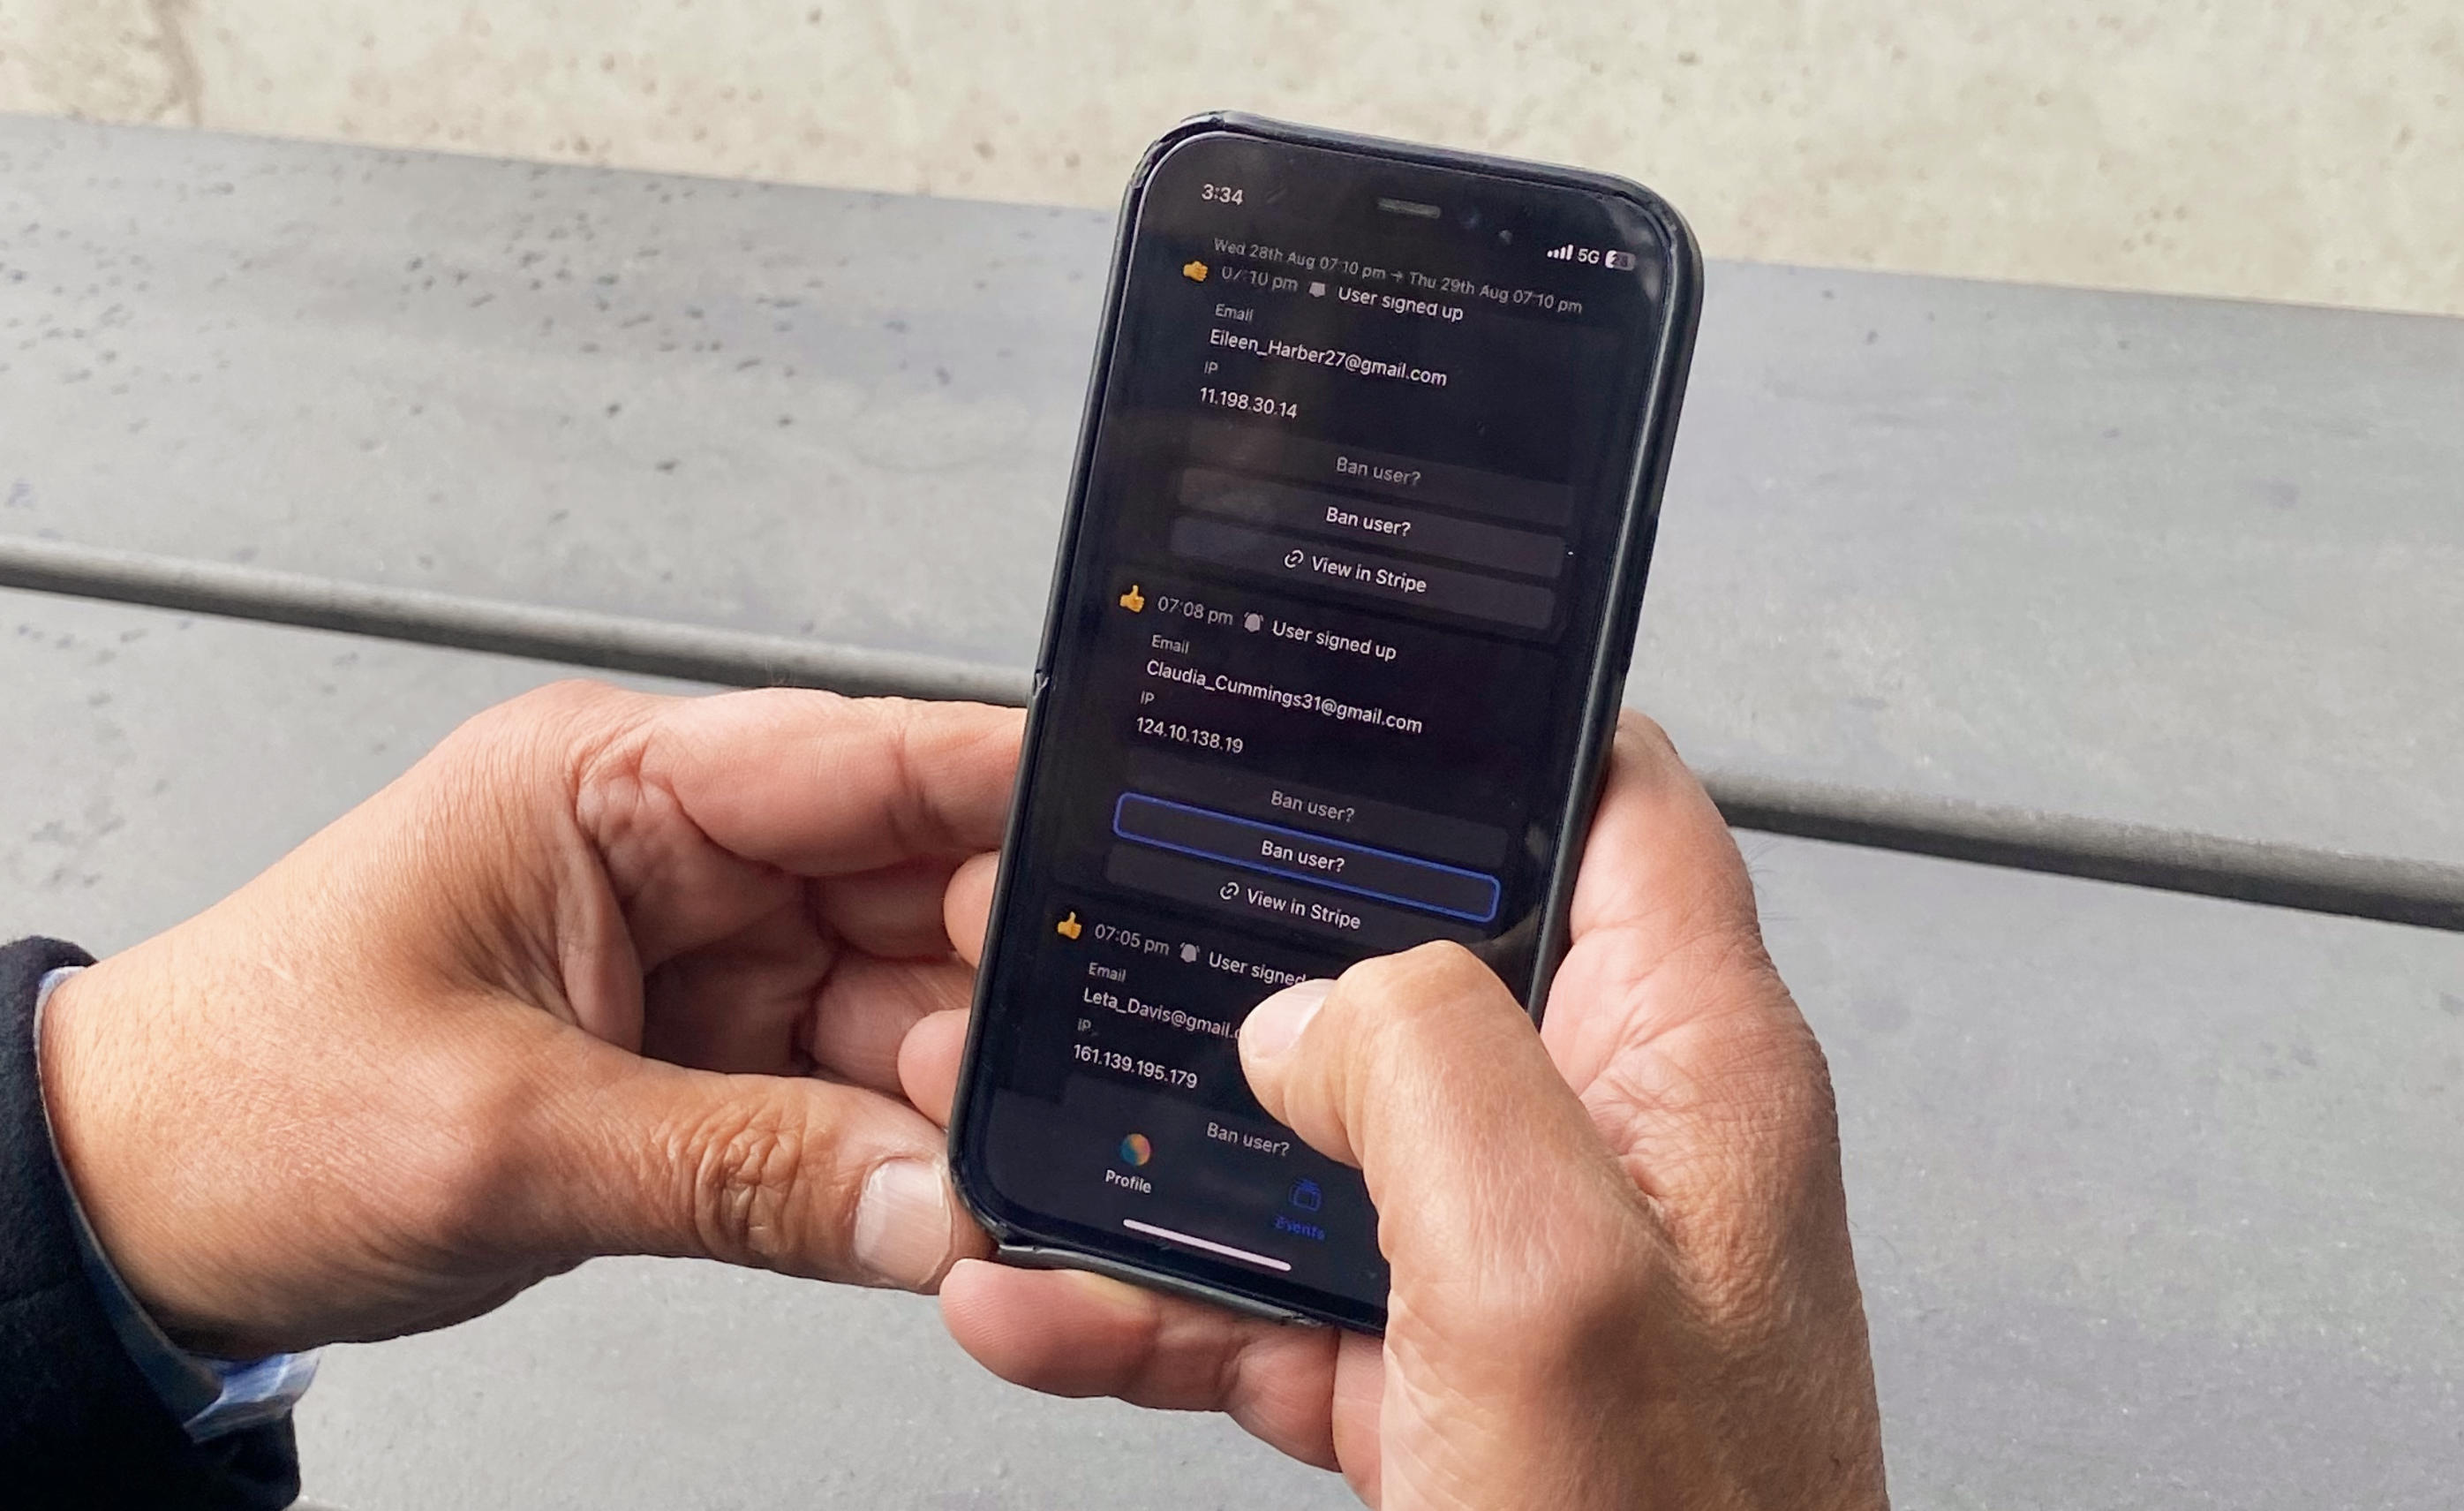 3:34
5G
Wed 28th Aug 07:10 pm → Thu 29th Aug 07:10 pm
07:10 pm User signed up
Email
Eileen_Harber27@gmail.com
IP
11.198.30.14
Ban user?
Ban user?
View in Stripe
07:08 pm User signed up
Email
Claudia_Cummings31@gmail.com
IP
124.10.138.19
Ban user?
Ban user?
View in Stripe
07:05 pm User signed
Email
Leta_Davis@gmail.
IP
161.139.195.179
Ban user?
Profile
Events